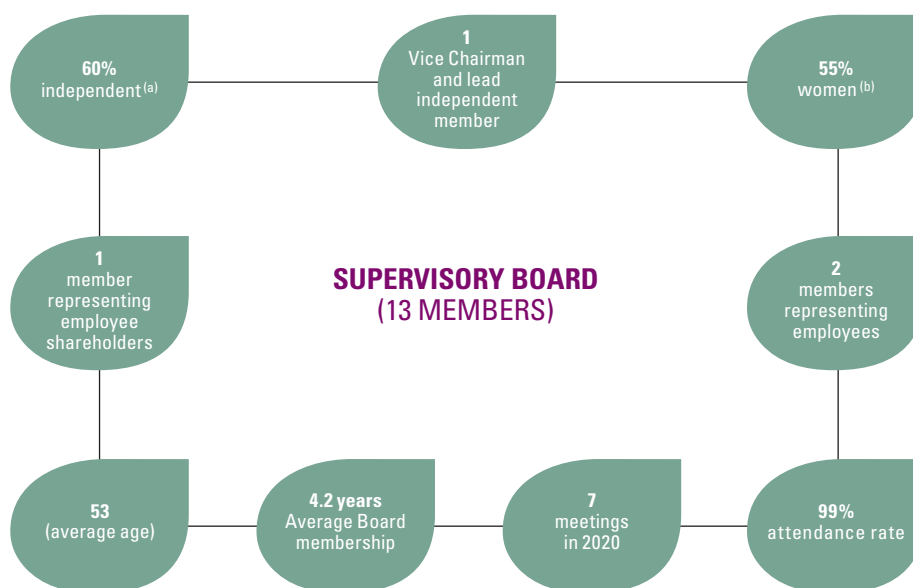 60%
independent (a)
1
Vice Chairman
and lead
independent
member
55%
women (b)
1
member
representing
employee
shareholders
SUPERVISORY BOARD
(13 MEMBERS)
2
members
representing
employees
53
(average age)
4.2 years
Average Board
membership
7
meetings
in 2020
99%
attendance rate